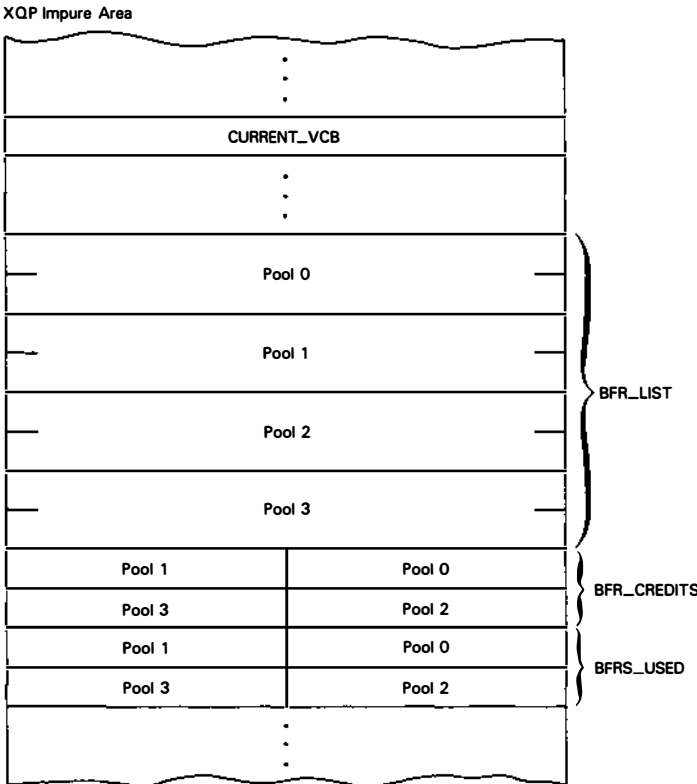 XQP Impure Area
CURRENT_VCB
Pool 0
Pool 1
BFR_LIST
Pool 2
Pool 3
Pool 1 Pool 0
BFR_CREDITS
Pool 3 Pool 2
Pool 1 Pool 0
BFRS_USED
Pool 3 Pool 2